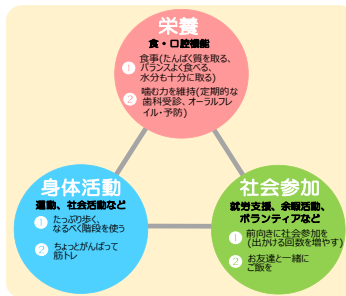 栄養
食・口腔機能
❶ 食事(たんぱく質を取る、
バランスよく食べる、
水分も十分に取る)
❷ 噛む力を維持(定期的な
歯科受診、オーラルフレ
イル・予防)
身体活動
運動、社会活動など
❶ たっぷり歩く、
なるべく階段を使う
❷ ちょっとがんばって
筋トレ
社会参加
就労支援、余暇活動、
ボランティアなど
❶ 前向きに社会参加を
(出かける回数を増やす)
❷ お友達と一緒に
ご飯を